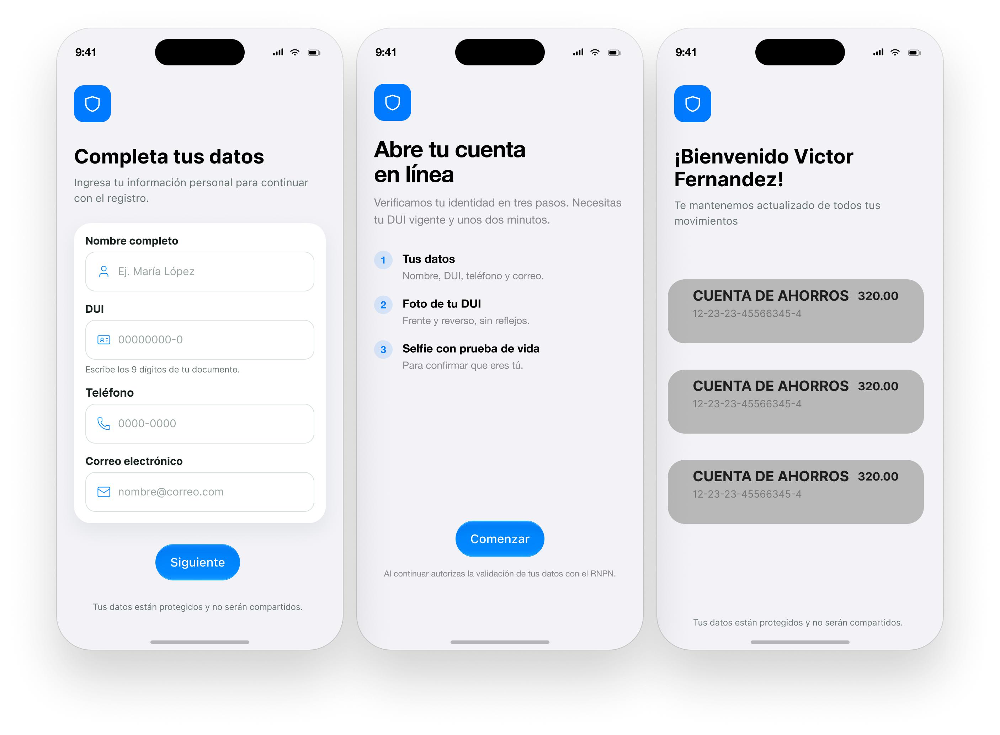 9:41
Completa tus datos
Ingresa tu información personal para continuar
con el registro.
Nombre completo
Ej. María López
DUI
00000000-0
Escribe los 9 dígitos de tu documento.
Teléfono
0000-0000
Correo electrónico
nombre@correo.com
Siguiente
Tus datos están protegidos y no serán compartidos.
9:41
Abre tu cuenta
en línea
Verificamos tu identidad en tres pasos. Necesitas
tu DUI vigente y unos dos minutos.
1 Tus datos
Nombre, DUI, teléfono y correo.
2 Foto de tu DUI
Frente y reverso, sin reflejos.
3 Selfie con prueba de vida
Para confirmar que eres tú.
Comenzar
Al continuar autorizas la validación de tus datos con el RNPN.
9:41
¡Bienvenido Victor
Fernandez!
Te mantenemos actualizado de todos tus
movimientos
CUENTA DE AHORROS 320.00
12-23-23-45566345-4
CUENTA DE AHORROS 320.00
12-23-23-45566345-4
CUENTA DE AHORROS 320.00
12-23-23-45566345-4
Tus datos están protegidos y no serán compartidos.